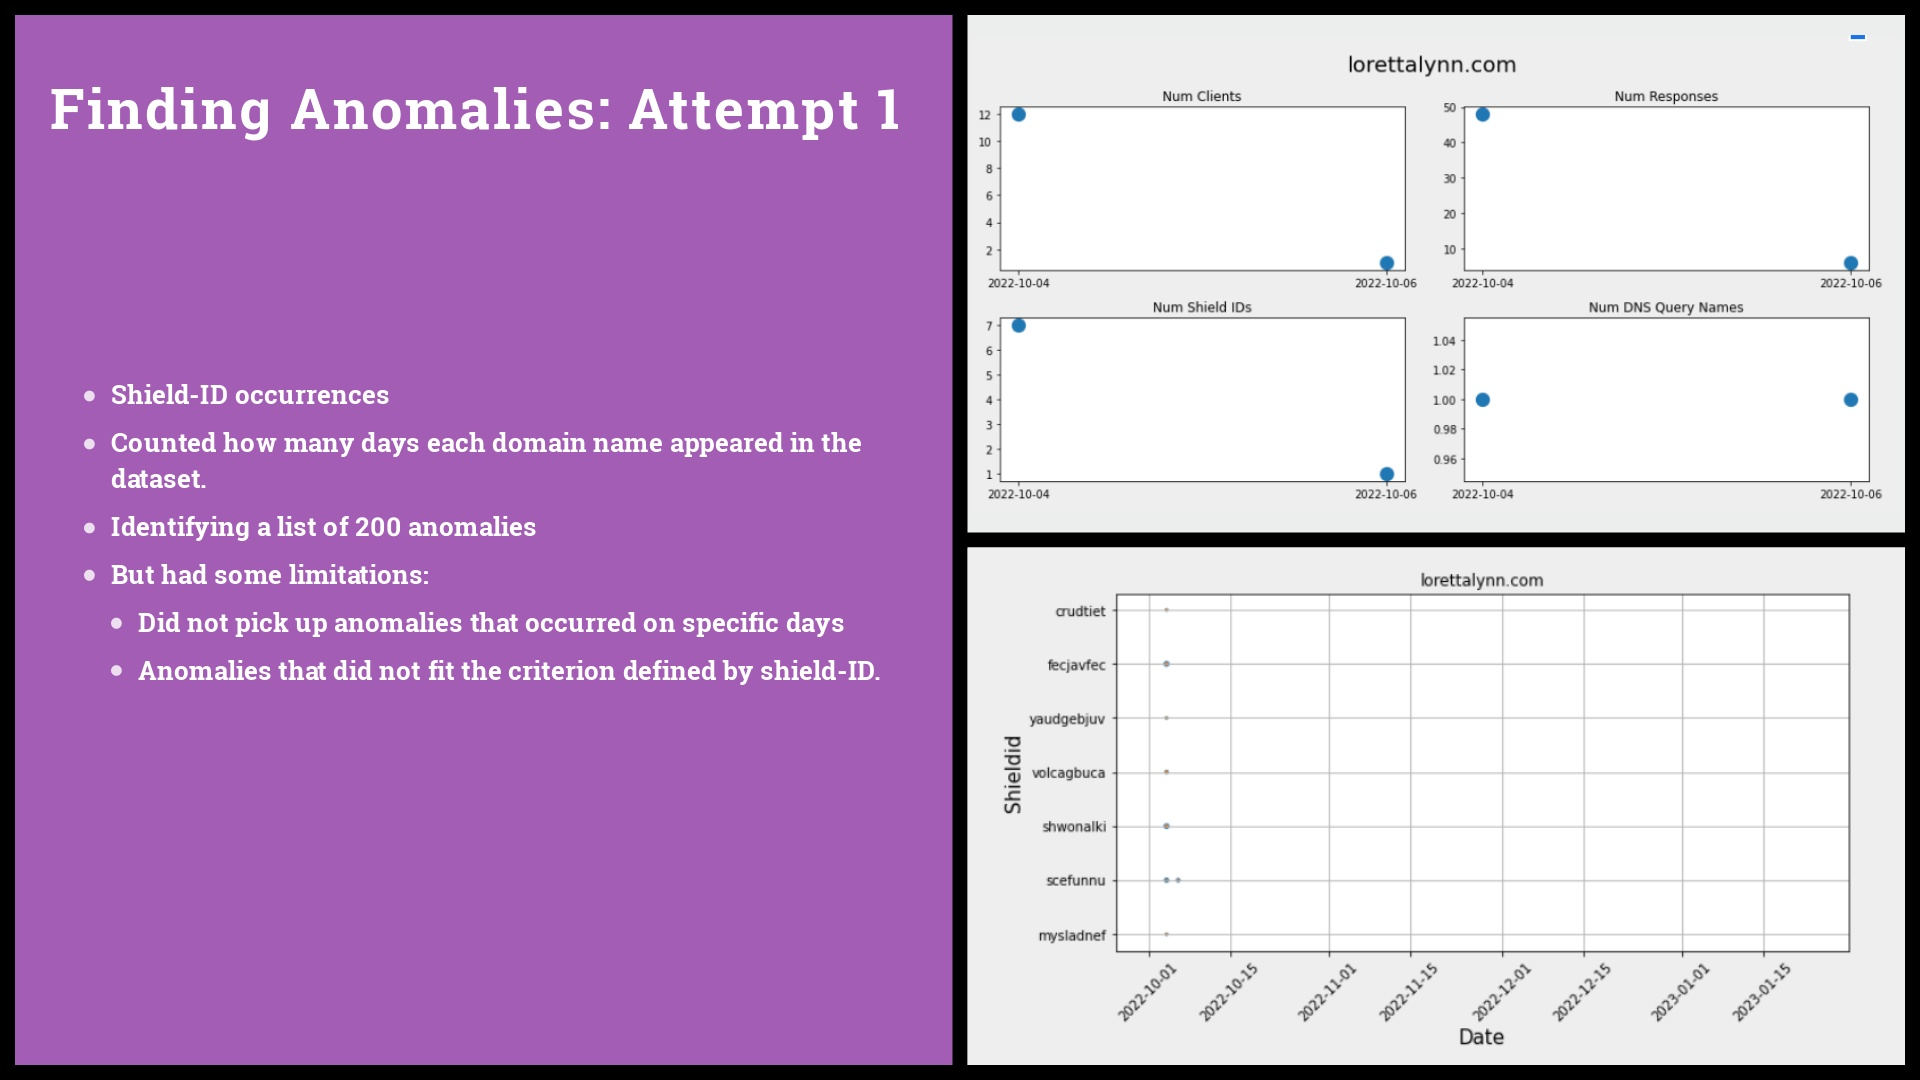 Finding Anomalies: Attempt 1
Shield-ID occurrences
Counted how many days each domain name appeared in the
dataset.
Identifying a list of 200 anomalies
But had some limitations:
Did not pick up anomalies that occurred on specific days
Anomalies that did not fit the criterion defined by shield-ID.
lorettalynn.com
Num Clients
12
10
8
6
4
2
2022-10-04
2022-10-06
Num Responses
50
40
30
20
10
2022-10-04
2022-10-06
Num Shield IDs
7
6
5
4
3
2
1
2022-10-04
2022-10-06
Num DNS Query Names
1.04
1.02
1.00
0.98
0.96
2022-10-04
2022-10-06
lorettalynn.com
Shieldid
crudtiet
fecjavfec
yaudgebjuv
volcagbuca
shwonalki
scefunnu
mysladnef
2022-10-01
2022-10-15
2022-11-01
2022-11-15
2022-12-01
2022-12-15
2023-01-01
2023-01-15
Date